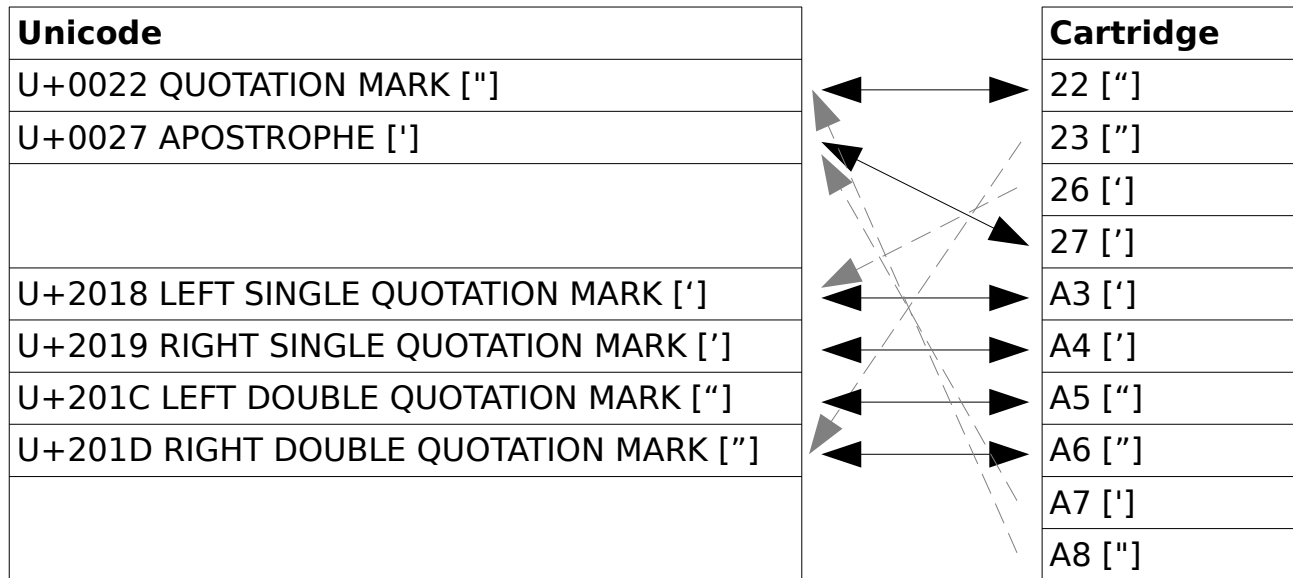 Unicode
U+0022 QUOTATION MARK ["]
U+0027 APOSTROPHE [']
U+2018 LEFT SINGLE QUOTATION MARK [‘]
U+2019 RIGHT SINGLE QUOTATION MARK [’]
U+201C LEFT DOUBLE QUOTATION MARK [“]
U+201D RIGHT DOUBLE QUOTATION MARK [”]
Cartridge
22 [“]
23 [”]
26 [‘]
27 [’]
A3 [‘]
A4 [’]
A5 [“]
A6 [”]
A7 [']
A8 ["]